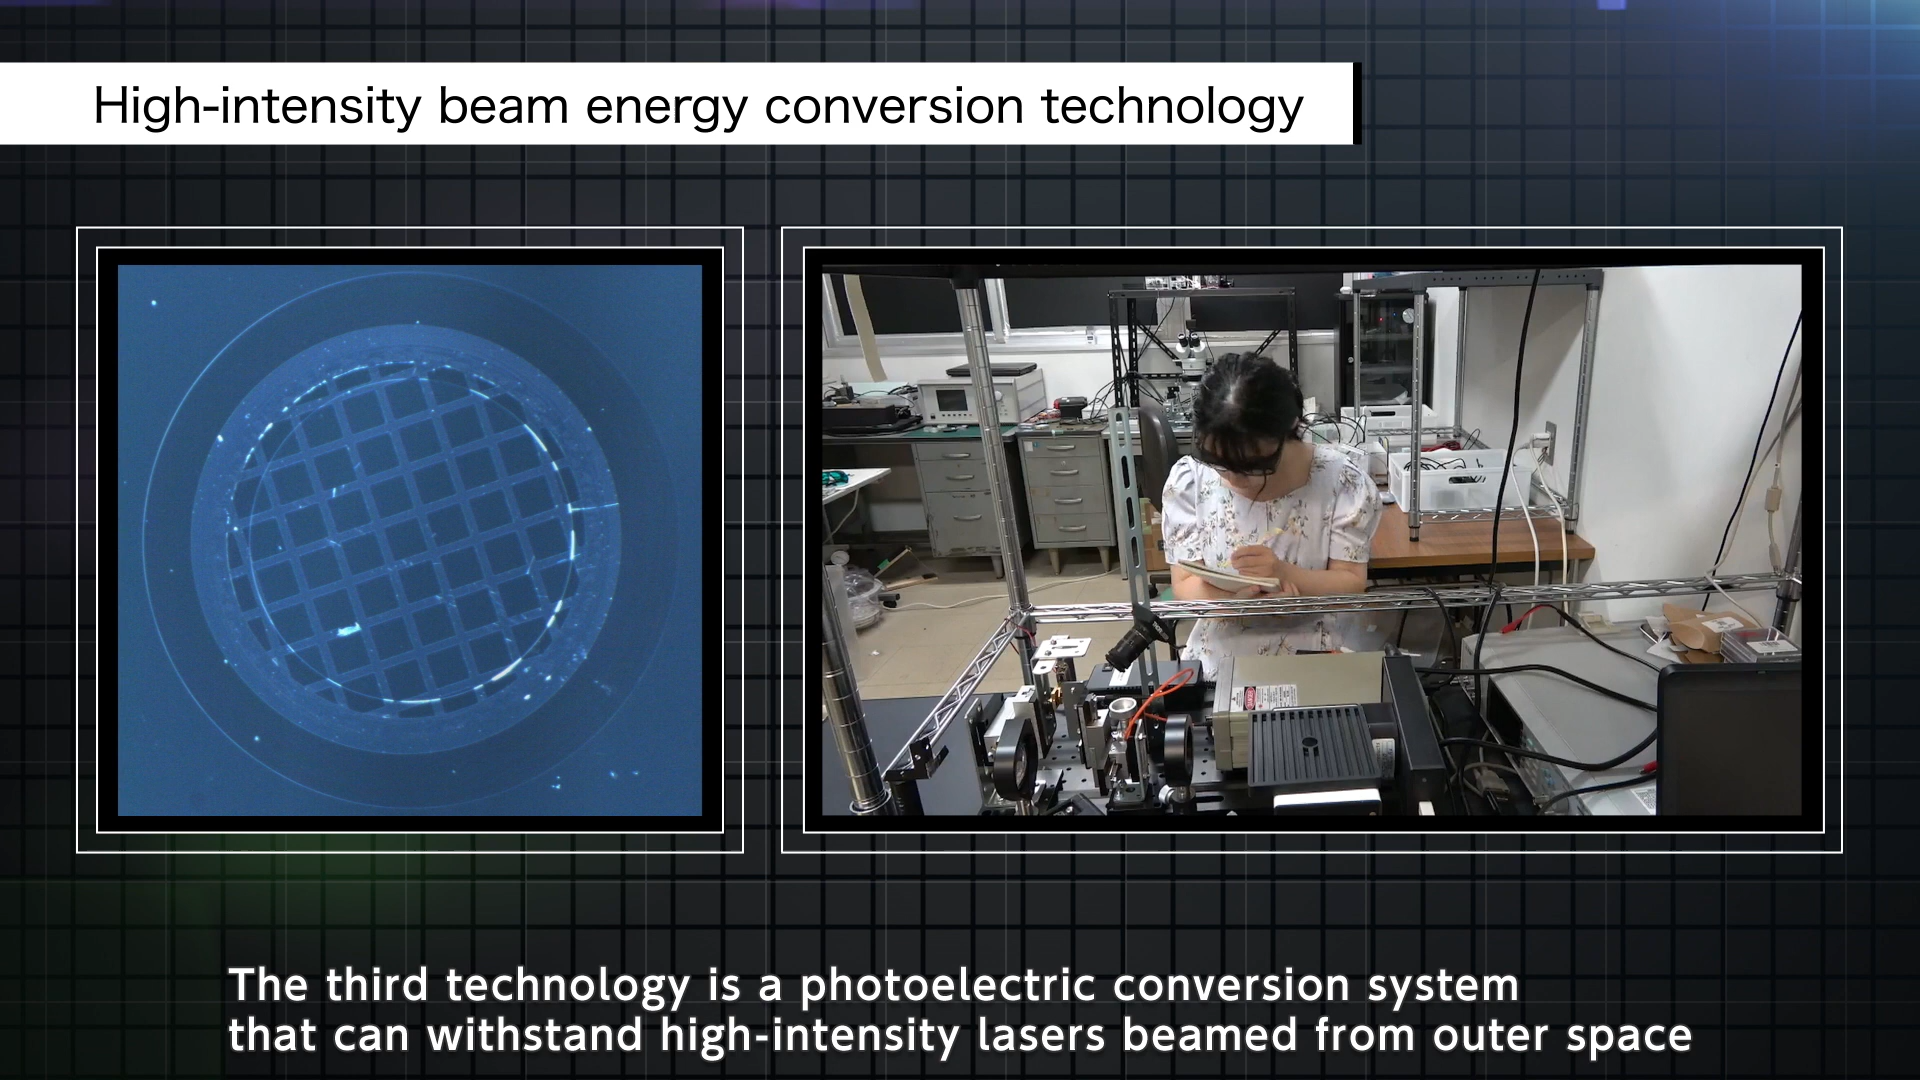 High-intensity beam energy conversion technology
The third technology is a photoelectric conversion system
that can withstand high-intensity lasers beamed from outer space